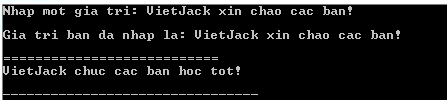 Nhap mot gia tri: VietJack xin chao cac ban!
Gia tri ban da nhap la: VietJack xin chao cac ban!
===========================
VietJack chuc cac ban hoc tot!
--------------------------------